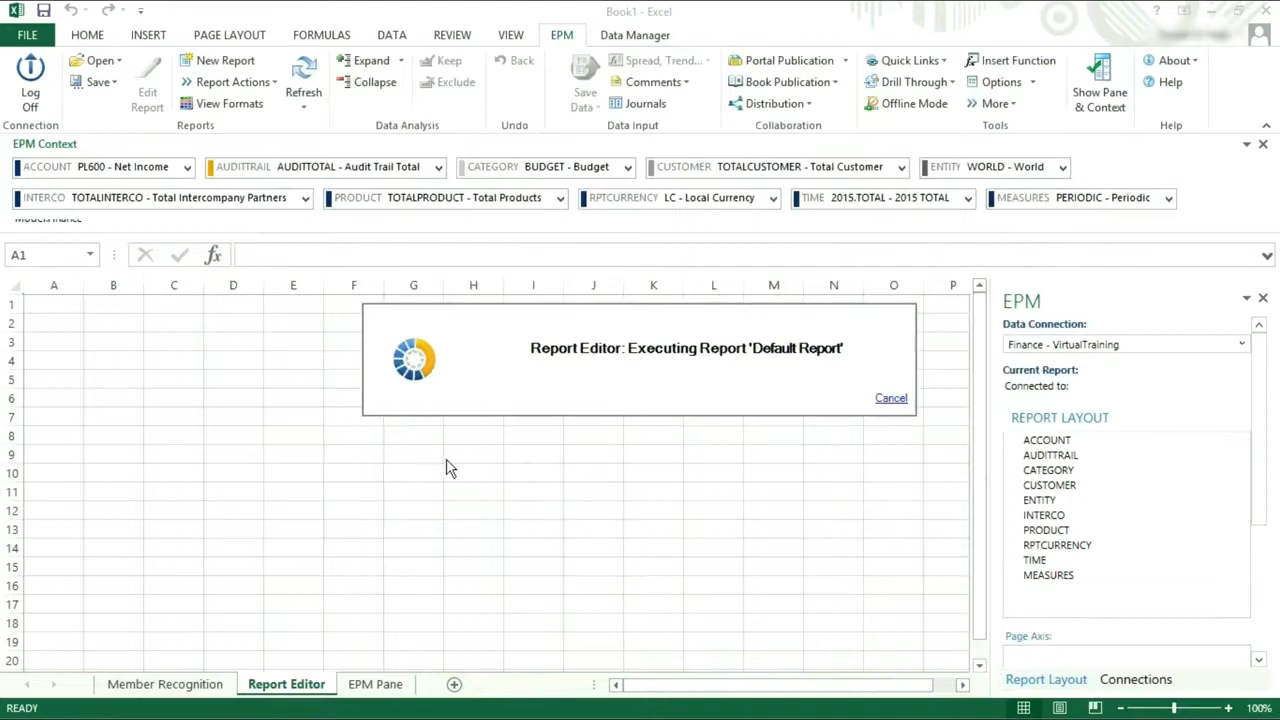 Book1 - Excel
FILE HOME INSERT PAGE LAYOUT FORMULAS DATA REVIEW VIEW EPM Data Manager
Open Save Edit Report New Report Report Actions View Formats Refresh Expand Collapse Keep Exclude Back Save Data Spread, Trend... Comments Journals Portal Publication Book Publication Distribution Quick Links Drill Through Offline Mode Insert Function Options More Show Pane & Context About Help
Log Off
Connection Reports Data Analysis Undo Data Input Collaboration Tools Help
EPM Context
ACCOUNT PL600 - Net Income AUDITTRAIL AUDITTOTAL - Audit Trail Total CATEGORY BUDGET - Budget CUSTOMER TOTALCUSTOMER - Total Customer ENTITY WORLD - World
INTERCO TOTALINTERCO - Total Intercompany Partners PRODUCT TOTALPRODUCT - Total Products RPTCURRENCY LC - Local Currency TIME 2015.TOTAL - 2015 TOTAL MEASURES PERIODIC - Periodic
A1 fx
A B C D E F G H I J K L M N O P
1
2
3
4
5
6
7
8
9
10
11
12
13
14
15
16
17
18
19
20
Report Editor: Executing Report 'Default Report'
Cancel
EPM
Data Connection:
Finance - VirtualTraining
Current Report:
Connected to:
REPORT LAYOUT
ACCOUNT
AUDITTRAIL
CATEGORY
CUSTOMER
ENTITY
INTERCO
PRODUCT
RPTCURRENCY
TIME
MEASURES
Page Axis:
Report Layout Connections
Member Recognition Report Editor EPM Pane
READY 100%